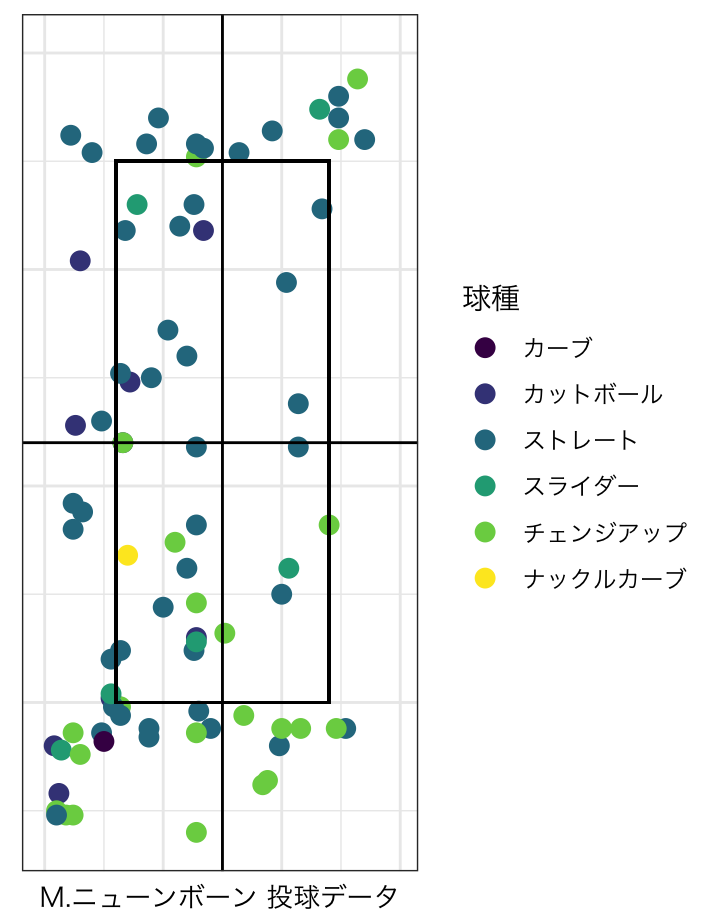 球種
カーブ
カットボール
ストレート
スライダー
チェンジアップ
ナックルカーブ
M.ニューンボーン 投球データ